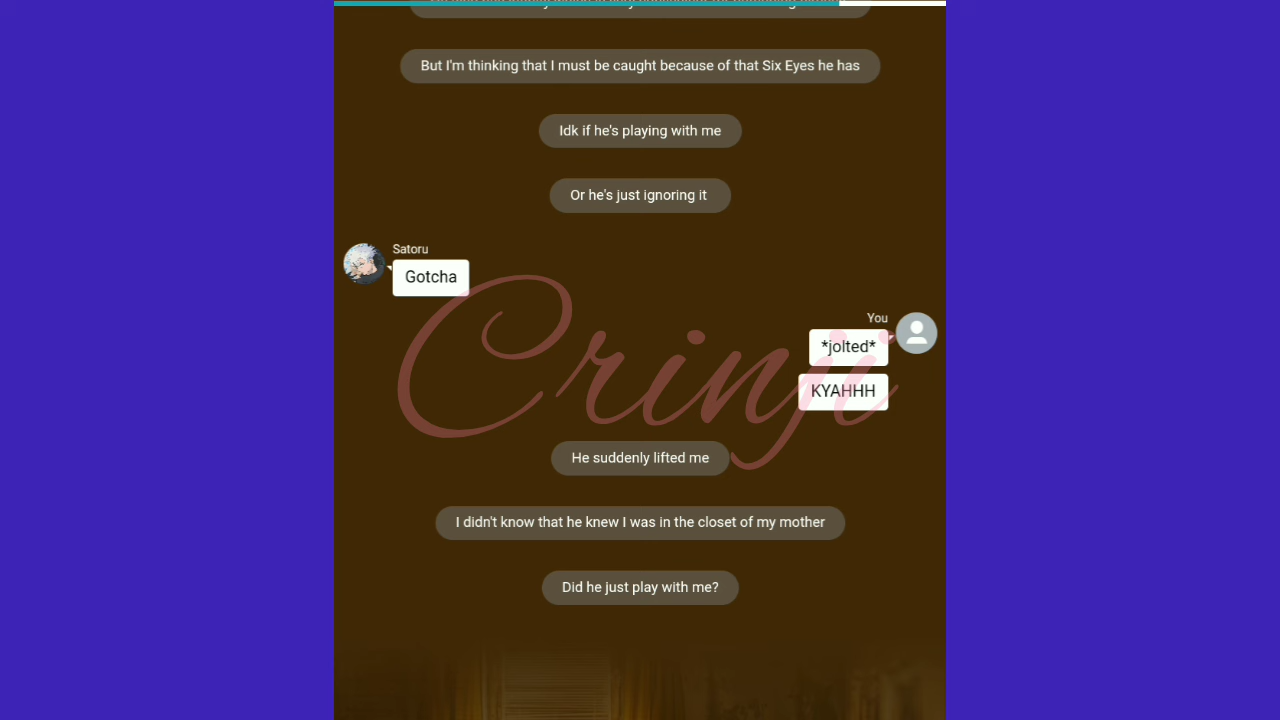 But I'm thinking that I must be caught because of that Six Eyes he has
Idk if he's playing with me
Or he's just ignoring it
Satoru
Gotcha
You
*jolted*
KYAHHH
Crinji
He suddenly lifted me
I didn't know that he knew I was in the closet of my mother
Did he just play with me?